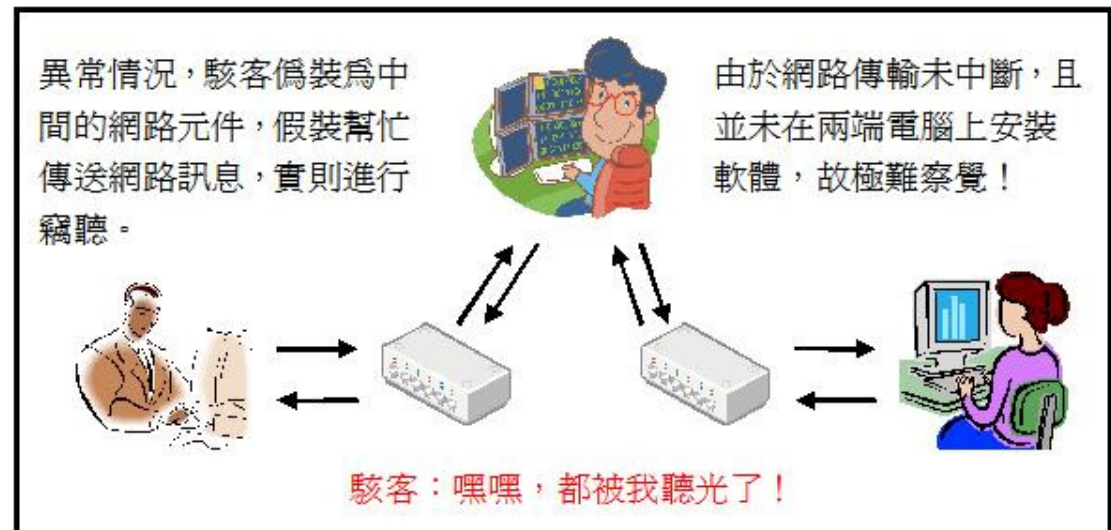 異常情況，駭客偽裝為中
間的網路元件，假裝幫忙
傳送網路訊息，實則進行
竊聽。
由於網路傳輸未中斷，且
並未在兩端電腦上安裝
軟體，故極難察覺！
駭客：嘿嘿，都被我聽光了！